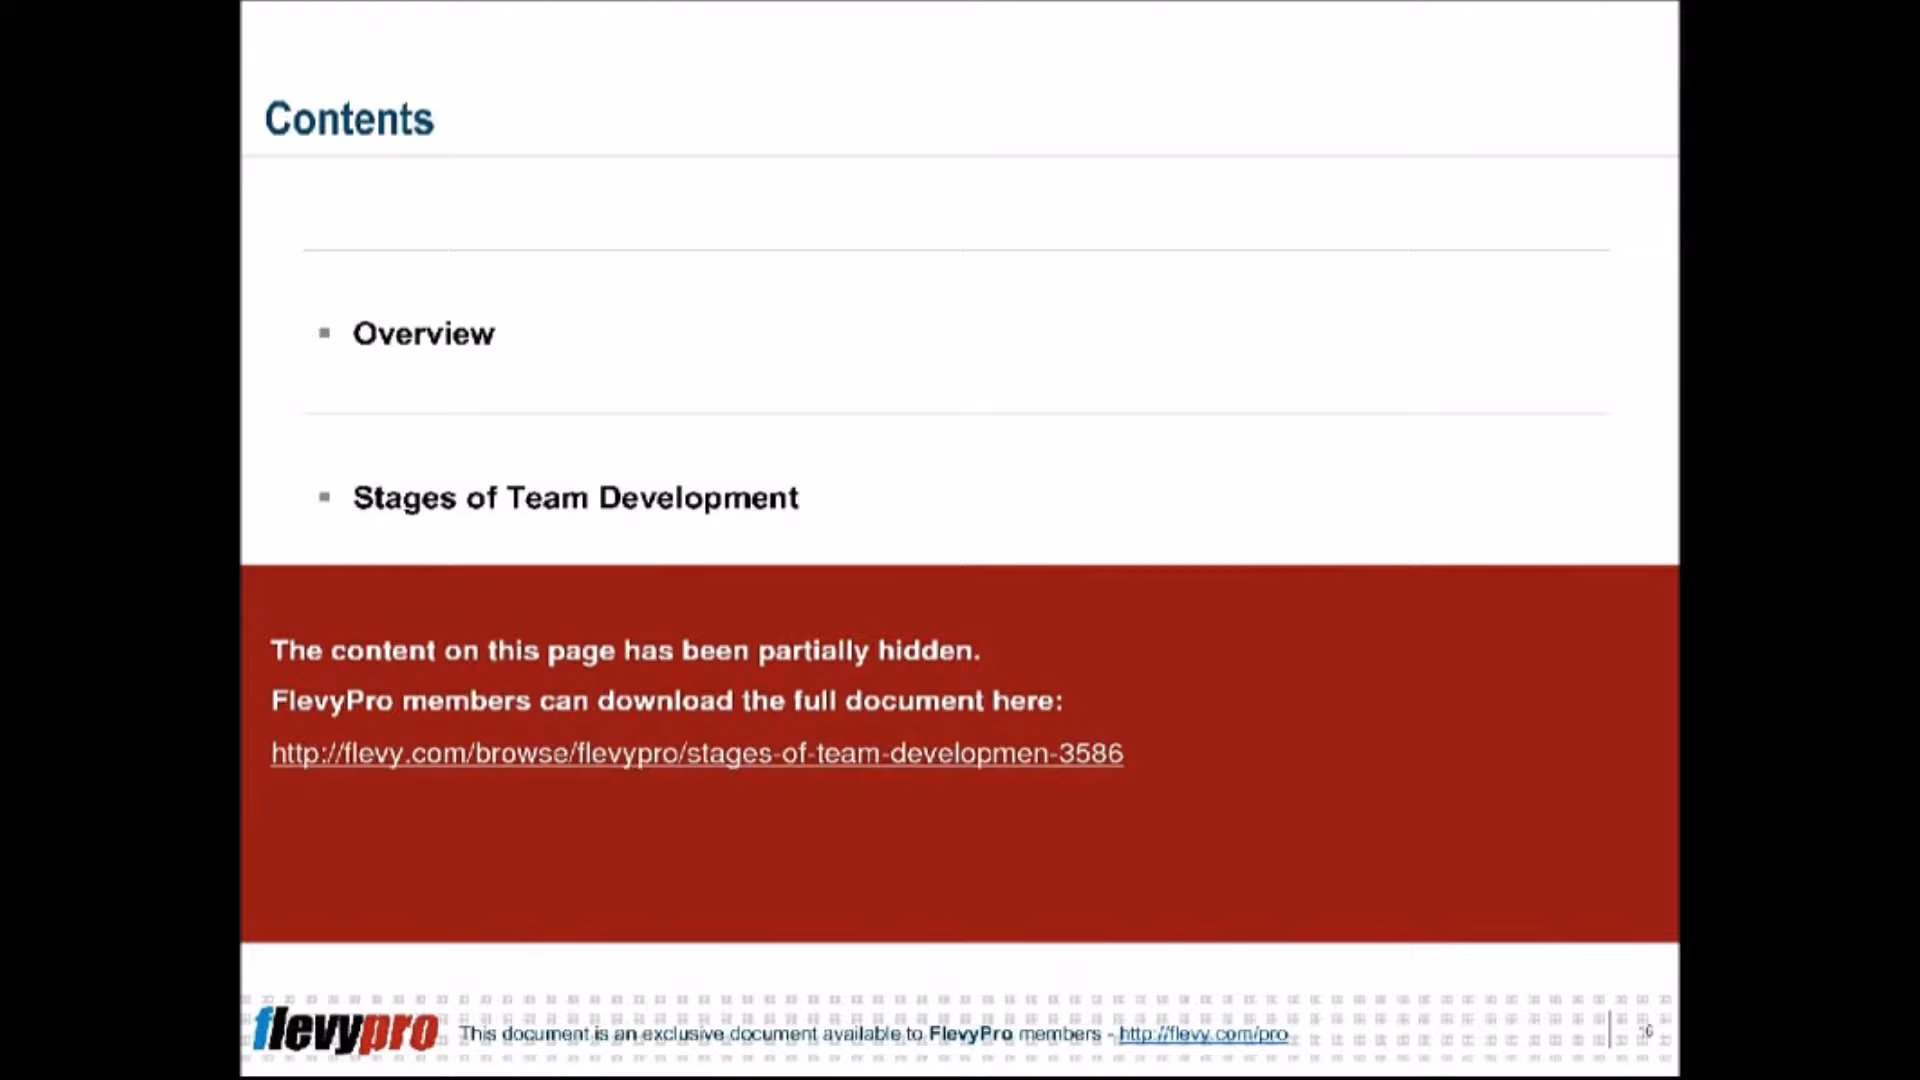 Contents
Overview
Stages of Team Development
The content on this page has been partially hidden.
FlevyPro members can download the full document here:
http://flevy.com/browse/flevypro/stages-of-team-developmen-3586
flevypro This document is an exclusive document available to FlevyPro members - http://flevy.com/pro